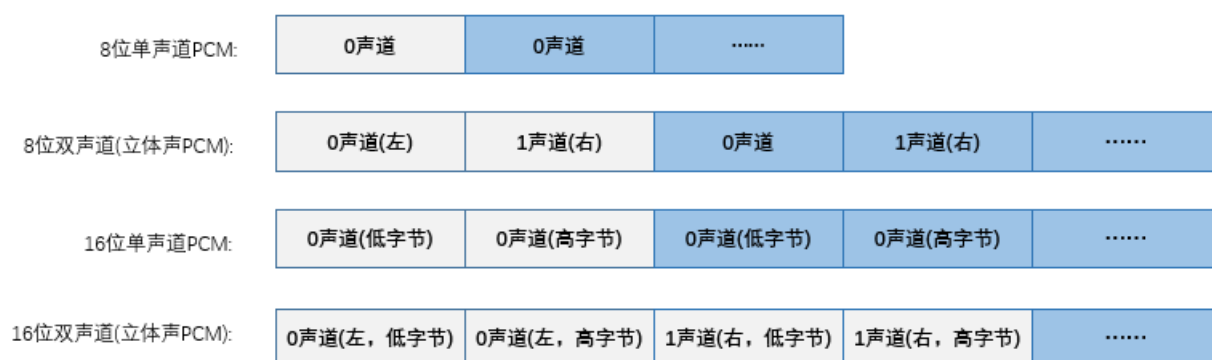 8位单声道PCM: 0声道 0声道 ……
8位双声道(立体声PCM): 0声道(左) 1声道(右) 0声道 1声道(右) ……
16位单声道PCM: 0声道(低字节) 0声道(高字节) 0声道(低字节) 0声道(高字节) ……
16位双声道(立体声PCM): 0声道(左，低字节) 0声道(左，高字节) 1声道(右，低字节) 1声道(右，高字节) ……